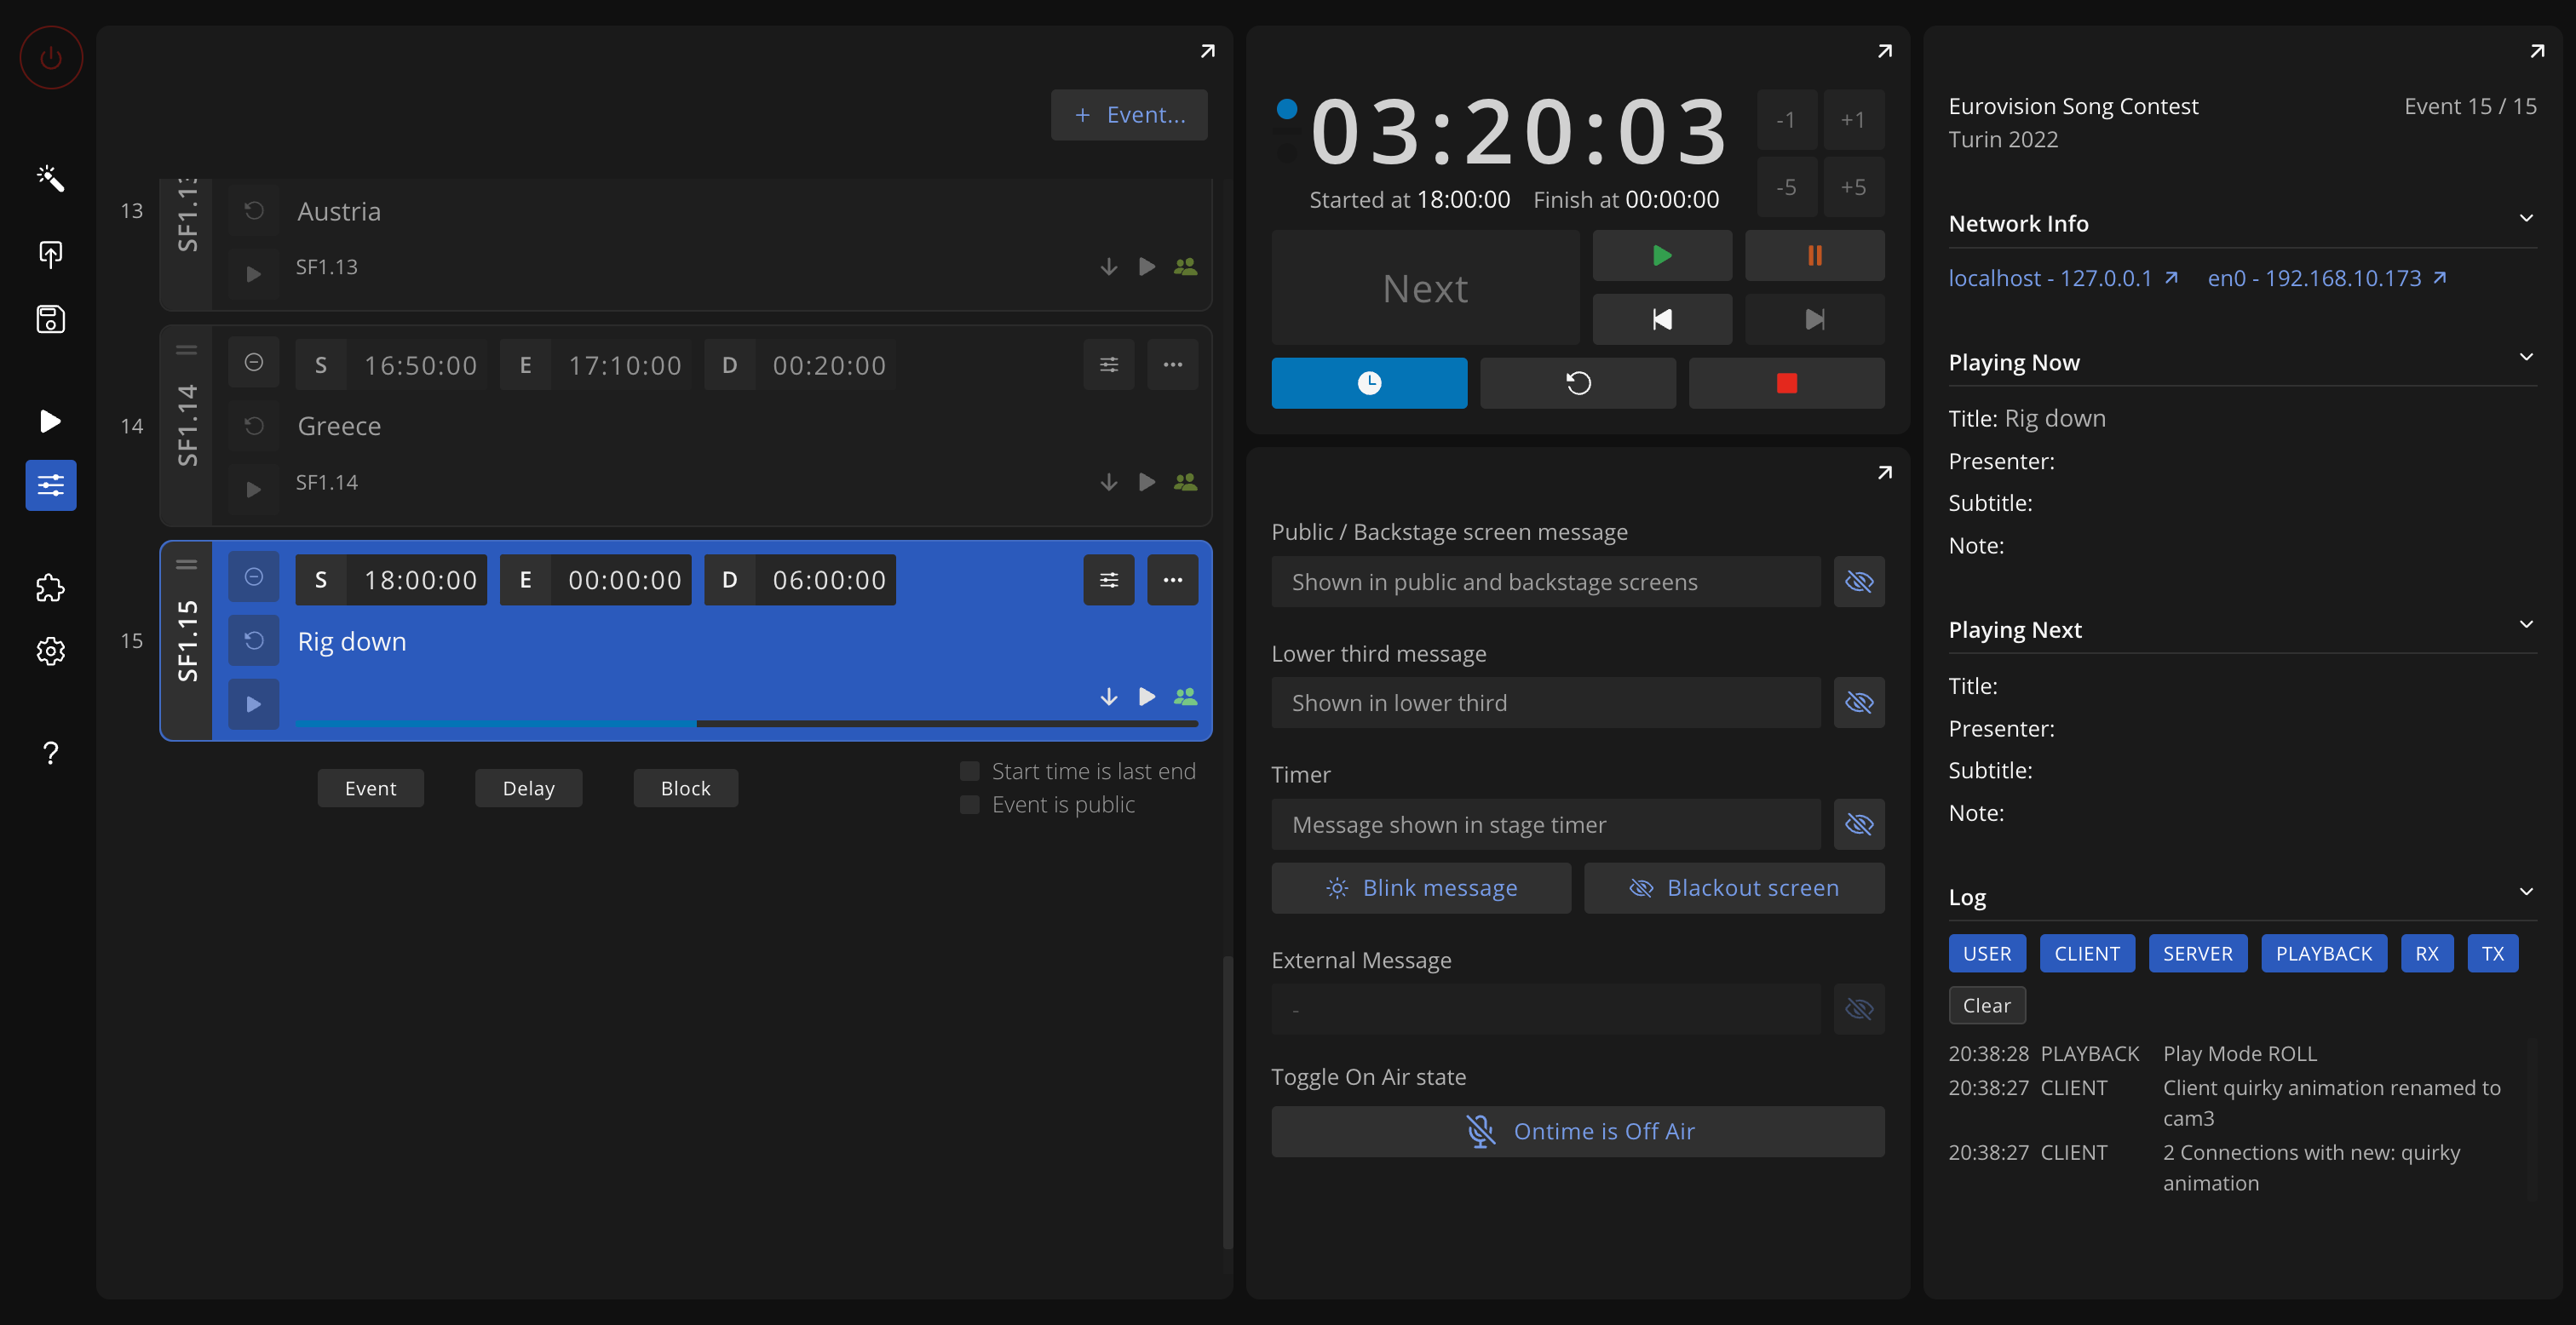 + Event...
13
SF1.13
Austria
SF1.13
14
SF1.14
S 16:50:00 E 17:10:00 D 00:20:00
Greece
SF1.14
15
SF1.15
S 18:00:00 E 00:00:00 D 06:00:00
Rig down
Event Delay Block
Start time is last end
Event is public
?
03:20:03
-1 +1
-5 +5
Started at 18:00:00 Finish at 00:00:00
Next
Public / Backstage screen message
Shown in public and backstage screens
Lower third message
Shown in lower third
Timer
Message shown in stage timer
Blink message
Blackout screen
External Message
-
Toggle On Air state
Ontime is Off Air
Eurovision Song Contest
Event 15 / 15
Turin 2022
Network Info
localhost - 127.0.0.1 en0 - 192.168.10.173
Playing Now
Title: Rig down
Presenter:
Subtitle:
Note:
Playing Next
Title:
Presenter:
Subtitle:
Note:
Log
USER CLIENT SERVER PLAYBACK RX TX
Clear
20:38:28 PLAYBACK Play Mode ROLL
20:38:27 CLIENT Client quirky animation renamed to
cam3
20:38:27 CLIENT 2 Connections with new: quirky
animation